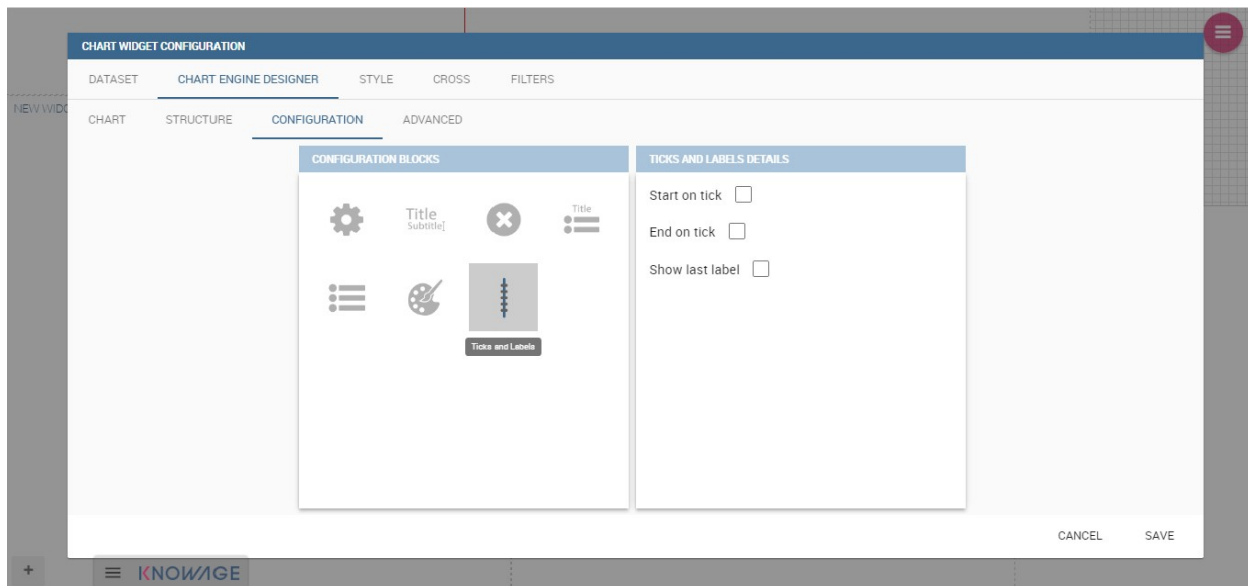 CHART WIDGET CONFIGURATION
DATASET CHART ENGINE DESIGNER STYLE CROSS FILTERS
NEW WIDG
CHART STRUCTURE CONFIGURATION ADVANCED
CONFIGURATION BLOCKS
Title
Subtitle
Title
Ticks and Labels
TICKS AND LABELS DETAILS
Start on tick
End on tick
Show last label
CANCEL SAVE
+ KNOWAGE